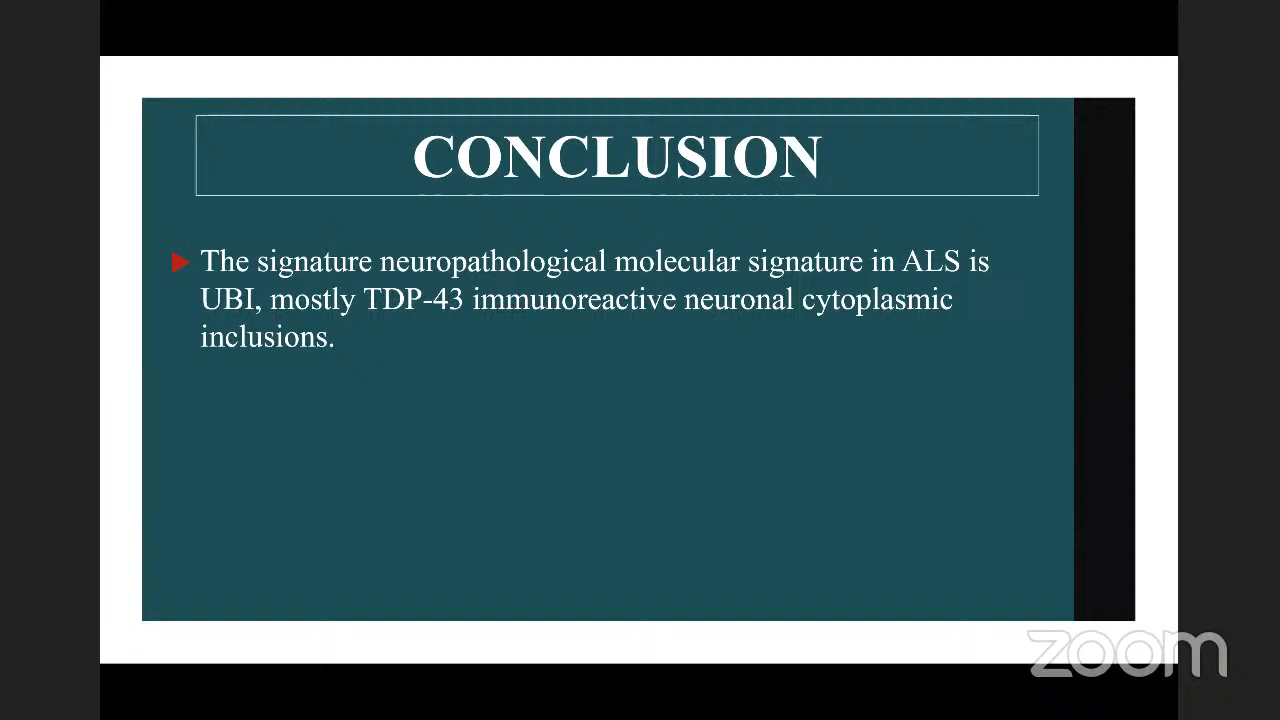 CONCLUSION
The signature neuropathological molecular signature in ALS is
UBI, mostly TDP-43 immunoreactive neuronal cytoplasmic
inclusions.
zoom